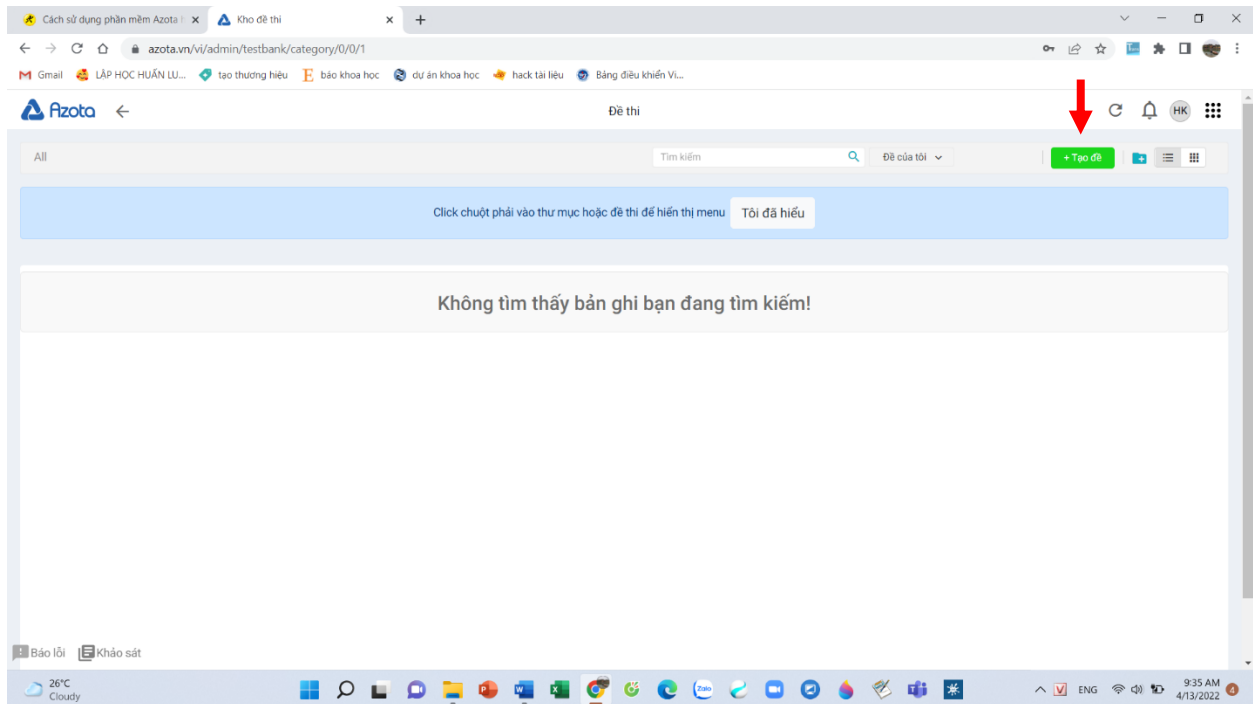 Cách sử dụng phần mềm Azota
Kho đề thi
azota.vn/vi/admin/testbank/category/0/0/1
Gmail LẬP HỌC HUẤN LU... tạo thương hiệu E báo khoa học dự án khoa học hack tài liệu Bảng điều khiển Vi...
Azota Đề thi HK
All Tìm kiếm Đề của tôi +Tạo đề
Click chuột phải vào thư mục hoặc đề thi để hiển thị menu Tôi đã hiểu
Không tìm thấy bản ghi bạn đang tìm kiếm!
Báo lỗi Khảo sát
26°C
Cloudy
Zalo
V ENG
9:35 AM
4/13/2022
4